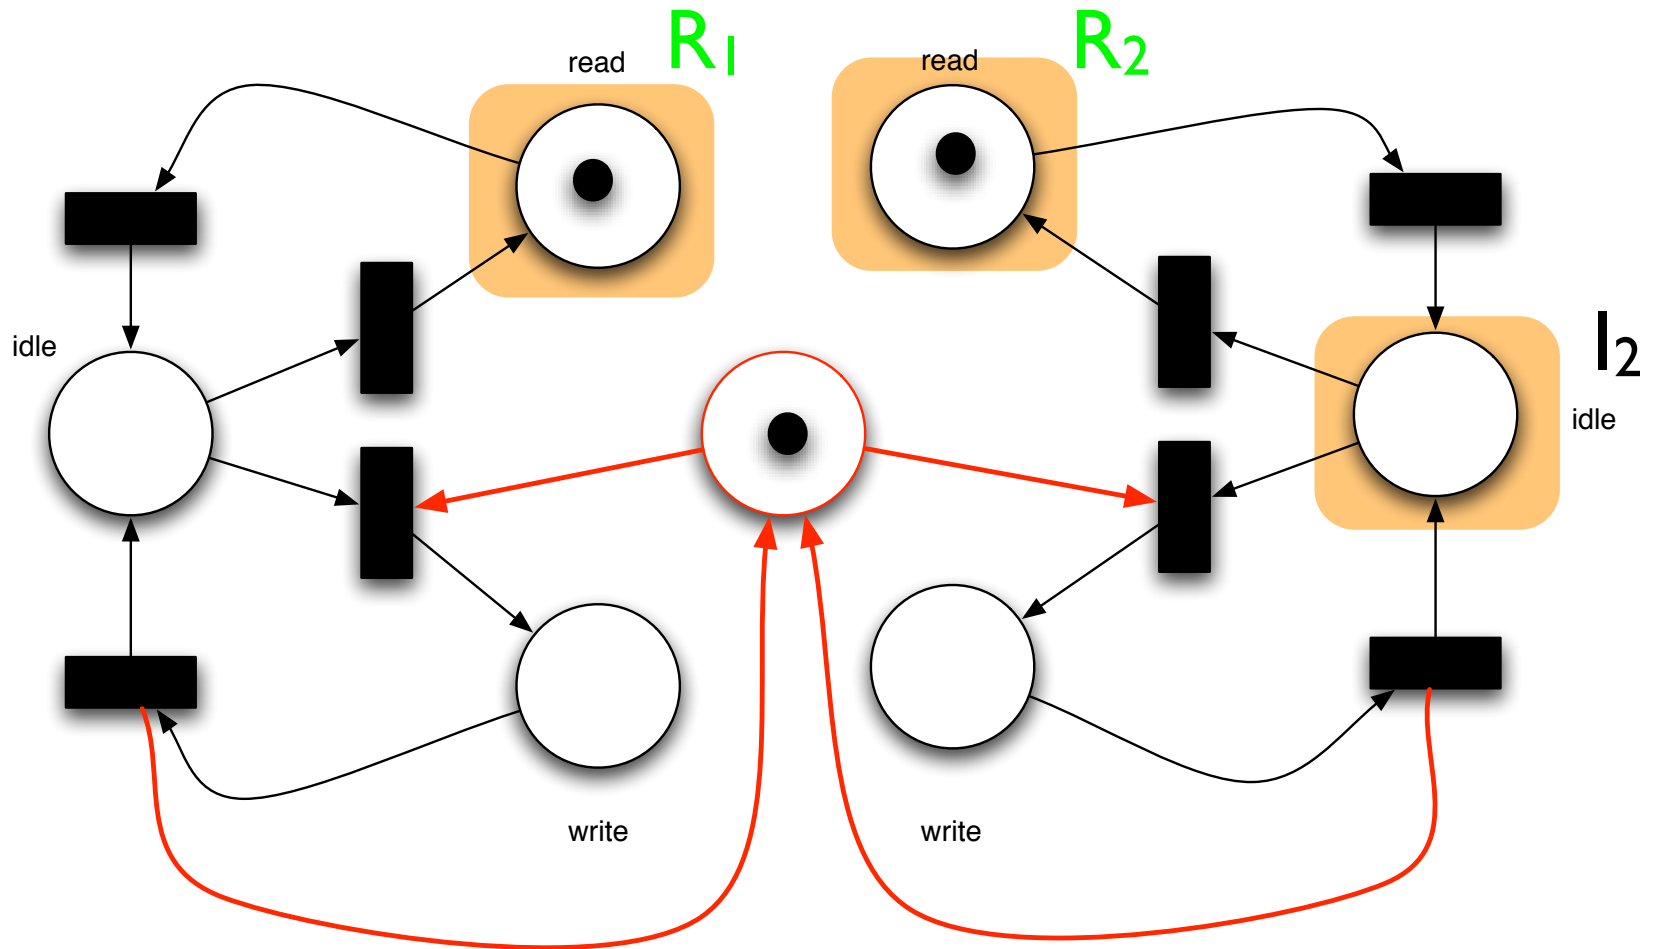 read
R1
read
R2
idle
I2
idle
write
write